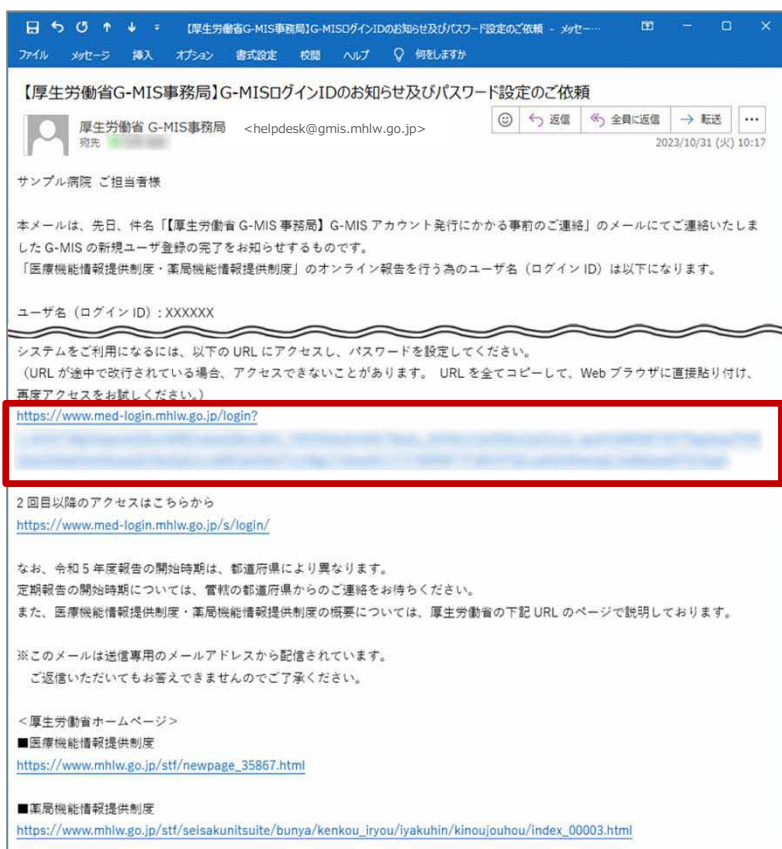 【厚生労働省G-MIS事務局】G-MISログインIDのお知らせ及びパスワード設定のご依頼 - メッセー…
ファイル メッセージ 挿入 オプション 書式設定 校閲 ヘルプ 何をしますか
【厚生労働省G-MIS事務局】G-MISログインIDのお知らせ及びパスワード設定のご依頼
厚生労働省 G-MIS事務局 <helpdesk@gmis.mhlw.go.jp>
返信 全員に返信 転送
宛先
2023/10/31 (火) 10:17
サンプル病院 ご担当者様
本メールは、先日、件名「【厚生労働省 G-MIS 事務局】G-MIS アカウント発行にかかる事前のご連絡」のメールにてご連絡いたしま
した G-MIS の新規ユーザ登録の完了をお知らせするものです。
「医療機能情報提供制度・薬局機能情報提供制度」のオンライン報告を行う為のユーザ名（ログイン ID）は以下になります。
ユーザ名（ログイン ID）: XXXXXX
システムをご利用になるには、以下の URL にアクセスし、パスワードを設定してください。
（URL が途中で改行されている場合、アクセスできないことがあります。 URL を全てコピーして、Web ブラウザに直接貼り付け、
再度アクセスをお試しください。）
https://www.med-login.mhlw.go.jp/login?
2 回目以降のアクセスはこちらから
https://www.med-login.mhlw.go.jp/s/login/
なお、令和 5 年度報告の開始時期は、都道府県により異なります。
定期報告の開始時期については、管轄の都道府県からのご連絡をお待ちください。
また、医療機能情報提供制度・薬局機能情報提供制度の概要については、厚生労働省の下記 URL のページで説明しております。
※このメールは送信専用のメールアドレスから配信されています。
ご返信いただいてもお答えできませんのでご了承ください。
＜厚生労働省ホームページ＞
■医療機能情報提供制度
https://www.mhlw.go.jp/stf/newpage_35867.html
■薬局機能情報提供制度
https://www.mhlw.go.jp/stf/seisakunitsuite/bunya/kenkou_iryou/iyakuhin/kinoujouhou/index_00003.html